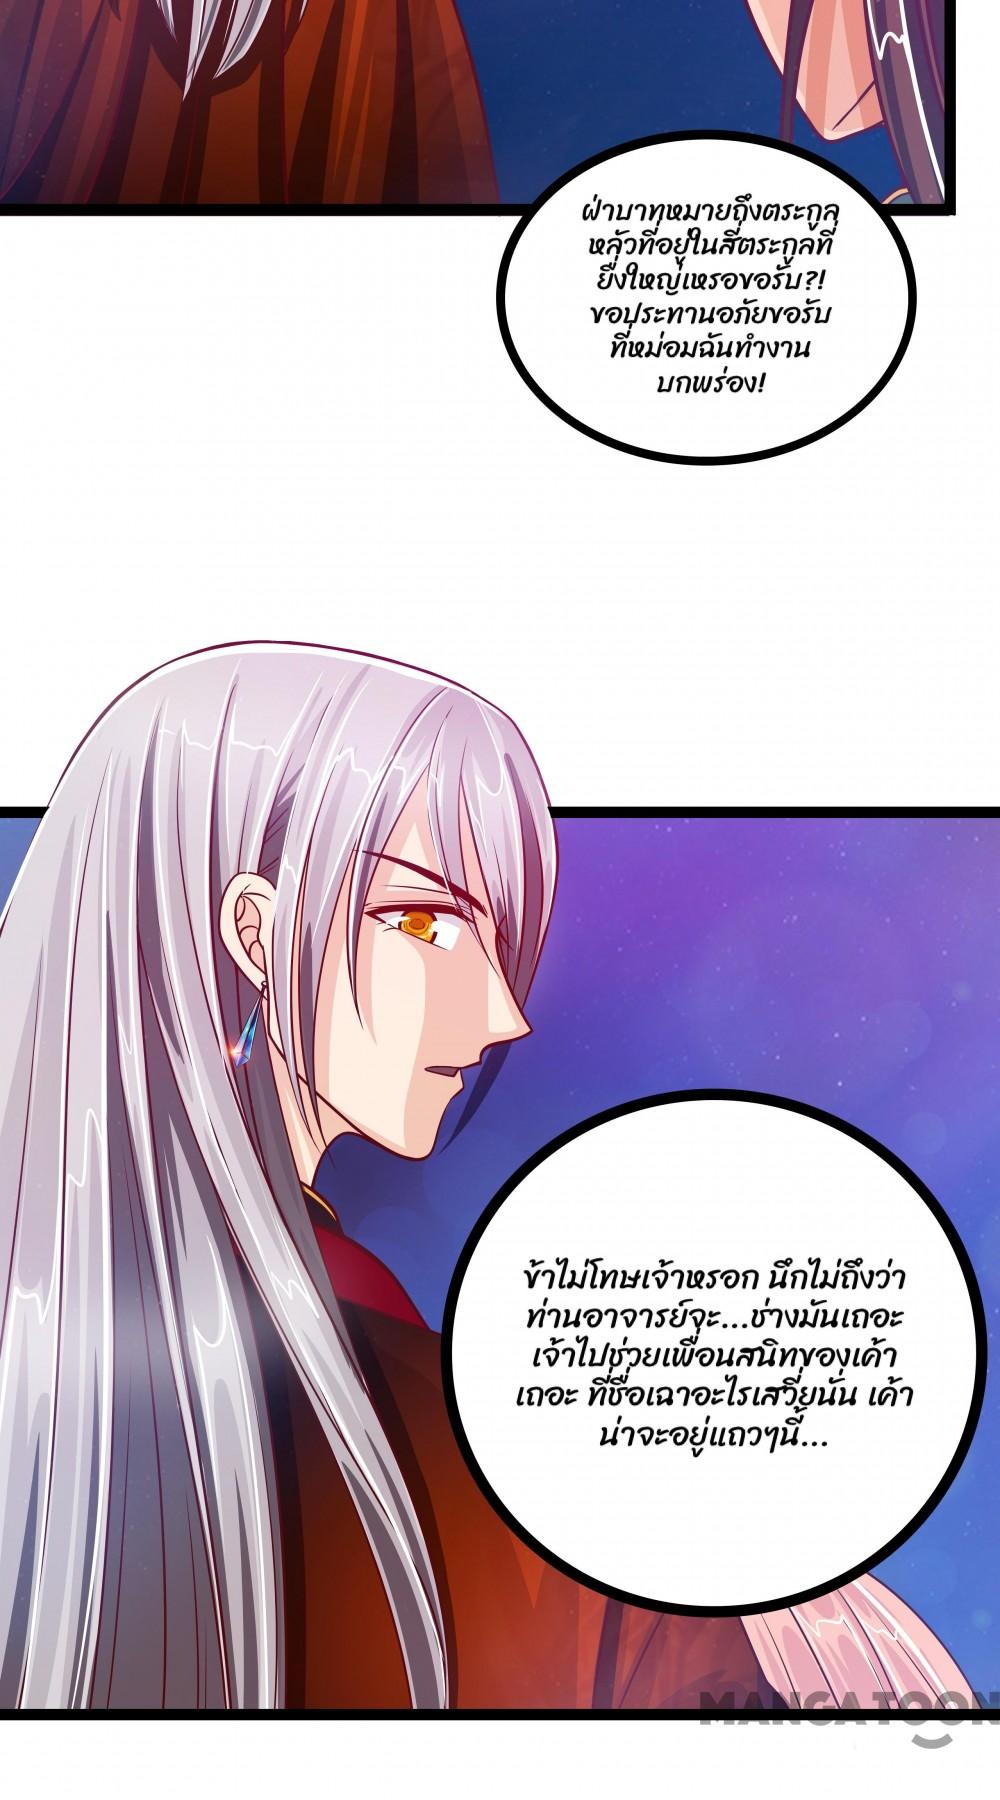 ฝ่าบาทหมายถึงตระกูล
หลัวที่อยู่ในสี่ตระกูลที่
ยิ่งใหญ่เหรอขอรับ?!
ขอประทานอภัยขอรับ
ที่หม่อมฉันทำงาน
บกพร่อง!
ข้าไม่โทษเจ้าหรอก นึกไม่ถึงว่า
ท่านอาจารย์จะ...ช่างมันเถอะ
เจ้าไปช่วยเพื่อนสนิทของเค้า
เถอะ ที่ชื่อเฉาอะไรเสวี่ยนั่น เค้า
น่าจะอยู่แถวๆนี้...
MANGATOON